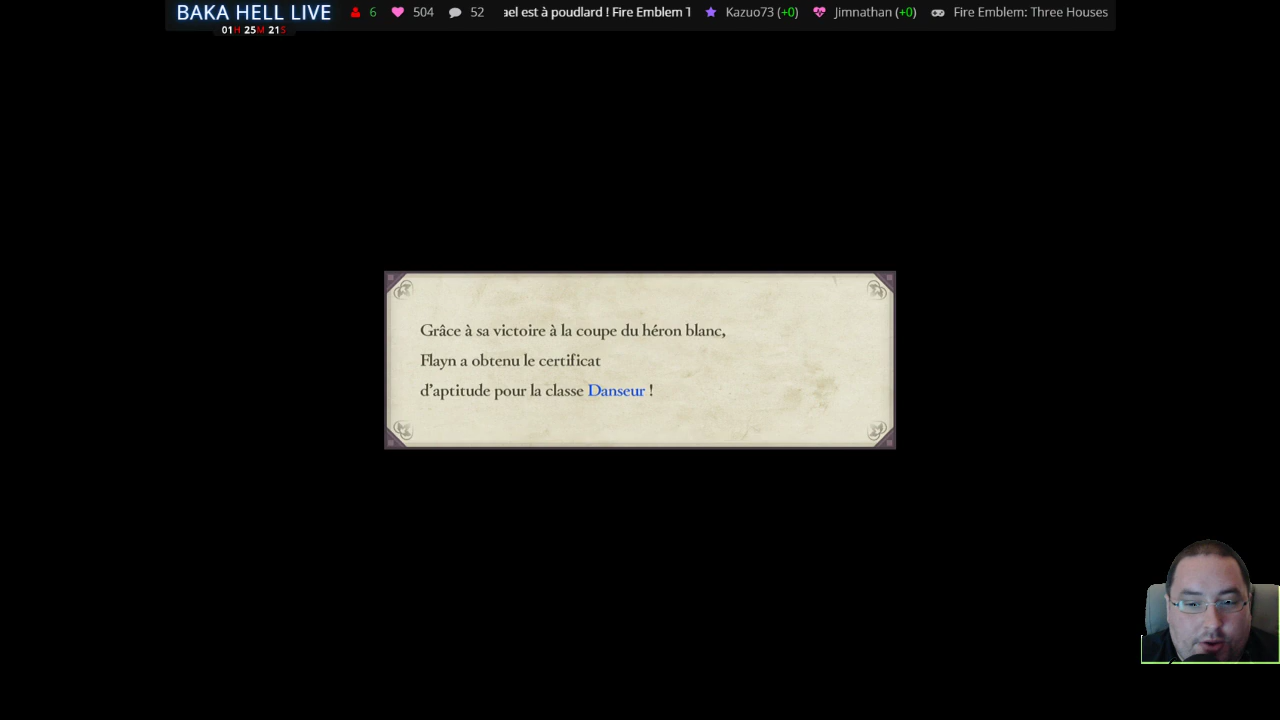 BAKA HELL LIVE
6 504 52 ael est à poudlard ! Fire Emblem Kazuo73 (+0) Jimnathan (+0) Fire Emblem: Three Houses
01H 25M 21S
Grâce à sa victoire à la coupe du héron blanc,
Flayn a obtenu le certificat
d'aptitude pour la classe Danseur !